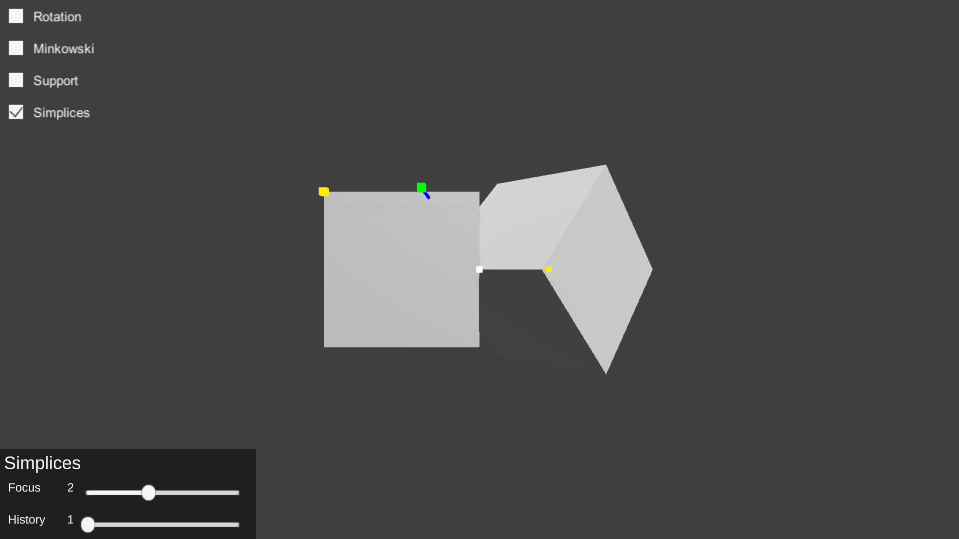 Rotation
Minkowski
Support
Simplices
Simplices
Focus 2
History 1